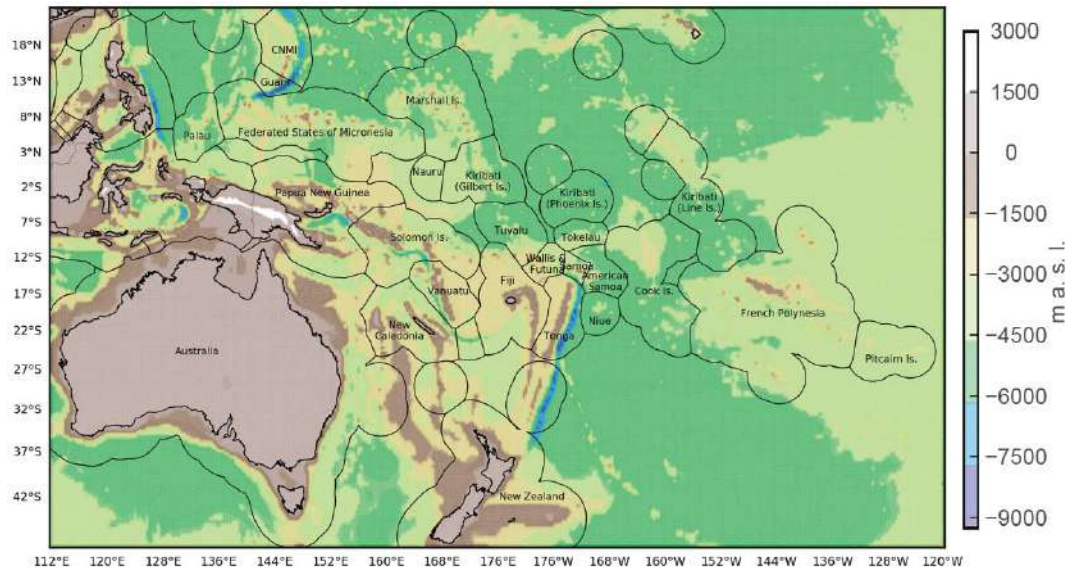 18°N
13°N
8°N
3°N
2°S
7°S
12°S
17°S
22°S
27°S
32°S
37°S
42°S
CNMI
Guam
Marshall Is.
Palau
Federated States of Micronesia
Nauru
Kiribati
(Gilbert Is.)
Papua New Guinea
Kiribati
(Phoenix Is.)
Kiribati
(Line Is.)
Solomon Is.
Tuvalu
Tokelau
Wallis &
Futuna
Samoa
American
Samoa
Fiji
Vanuatu
Cook Is.
New
Caledonia
Tonga
Niue
French Polynesia
Australia
Pitcairn Is.
New Zealand
112°E 120°E 136°E 144°E 152°E 160°E 168°E 176°E 176°W 168°W 160°W 152°W 144°W 136°W 128°W 120°W
3000
1500
0
−1500
−3000
−4500
−6000
−7500
−9000
m a. s. l.